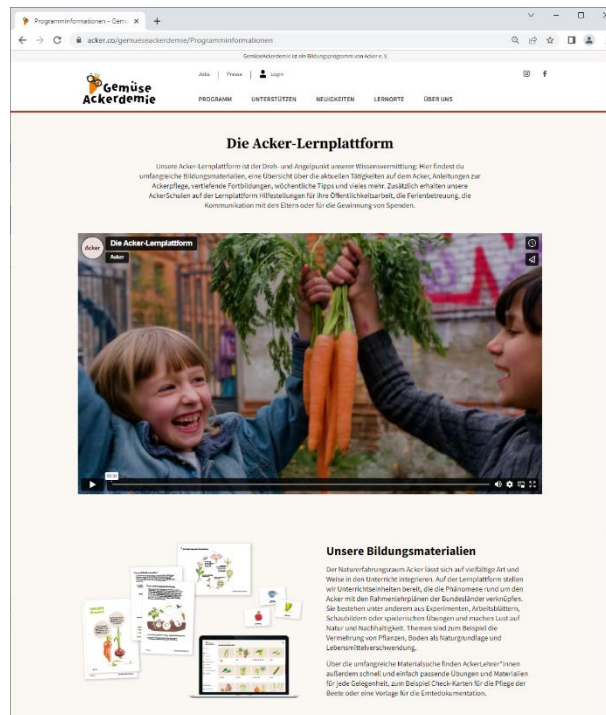 Programminformationen - Gemü
acker.co/gemueseackerdemie/Programminformationen
GemüseAckerdemie ist ein Bildungsprogramm von Acker e. V.
Jobs | Presse | Login
Gemüse
Ackerdemie
PROGRAMM UNTERSTÜTZEN NEUIGKEITEN LERNORTE ÜBER UNS
Die Acker-Lernplattform
Unsere Acker-Lernplattform ist der Dreh- und Angelpunkt unserer Wissensvermittlung: Hier findest du
umfangreiche Bildungsmaterialien, eine Übersicht über die aktuellen Tätigkeiten auf dem Acker, Anleitungen zur
Ackerpflege, vertiefende Fortbildungen, wöchentliche Tipps und vieles mehr. Zusätzlich erhalten unsere
AckerSchulen auf der Lernplattform Hilfestellungen für ihre Öffentlichkeitsarbeit, die Ferienbetreuung, die
Kommunikation mit den Eltern oder für die Gewinnung von Spenden.
Acker
Die Acker-Lernplattform
Acker
Unsere Bildungsmaterialien
Der Naturerfahrungsraum Acker lässt sich auf vielfältige Art und
Weise in den Unterricht integrieren. Auf der Lernplattform stellen
wir Unterrichtseinheiten bereit, die die Phänomene rund um den
Acker mit den Rahmenlehrplänen der Bundesländer verknüpfen.
Sie bestehen unter anderem aus Experimenten, Arbeitsblättern,
Schaubildern oder spielerischen Übungen und machen Lust auf
Natur und Nachhaltigkeit. Themen sind zum Beispiel die
Vermehrung von Pflanzen, Boden als Naturgrundlage und
Lebensmittelverschwendung.
Über die umfangreiche Materialsuche finden AckerLehrer*innen
außerdem schnell und einfach passende Übungen und Materialien
für jede Gelegenheit, zum Beispiel Check-Karten für die Pflege der
Beete oder eine Vorlage für die Erntedokumentation.